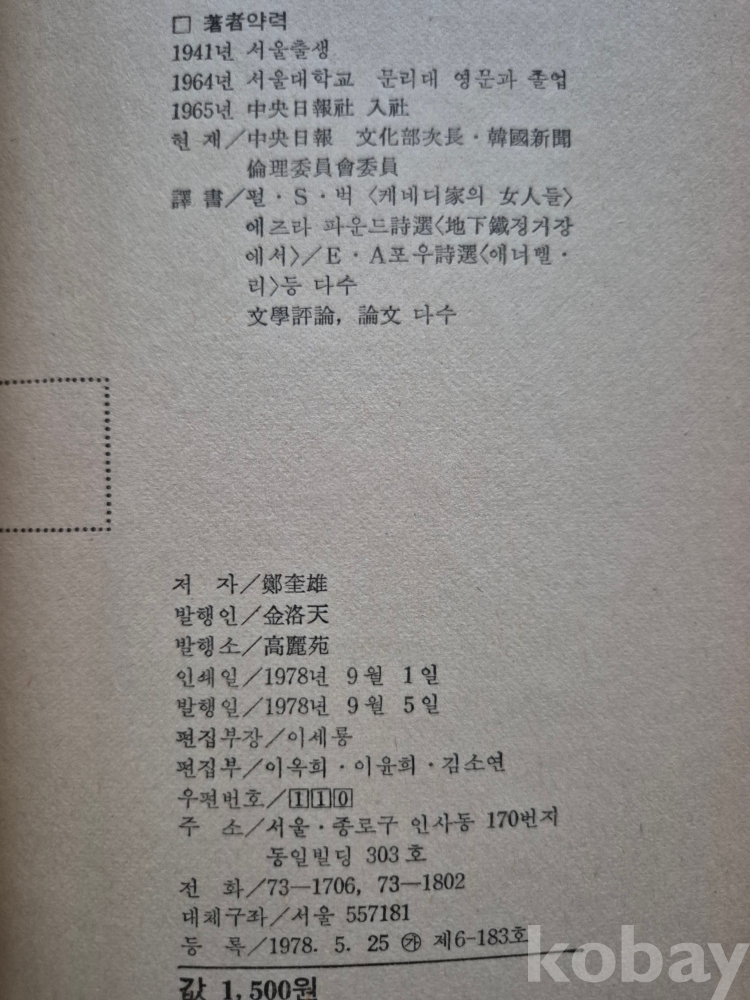 □ 著者약력
1941년 서울출생
1964년 서울대학교 문리대 영문과 졸업
1965년 中央日報社 入社
현 재/中央日報 文化部次長·韓國新聞
倫理委員會委員
譯 書/펄·S·벅 〈케네디家의 女人들〉
에즈라 파운드詩選〈地下鐵정거장
에서〉/E·A포우詩選〈애너벨·
리〉등 다수
文學評論, 論文 다수
저 자/鄭奎雄
발행인/金洛天
발행소/高麗苑
인쇄일/1978년 9월 1일
발행일/1978년 9월 5일
편집부장/이세룡
편집부/이옥희·이윤희·김소연
우편번호/110
주 소/서울·종로구 인사동 170번지
동일빌딩 303호
전 화/73—1706, 73—1802
대체구좌/서울 557181
등 록/1978. 5. 25 ㉮ 제6-183호
값 1,500원
kobay